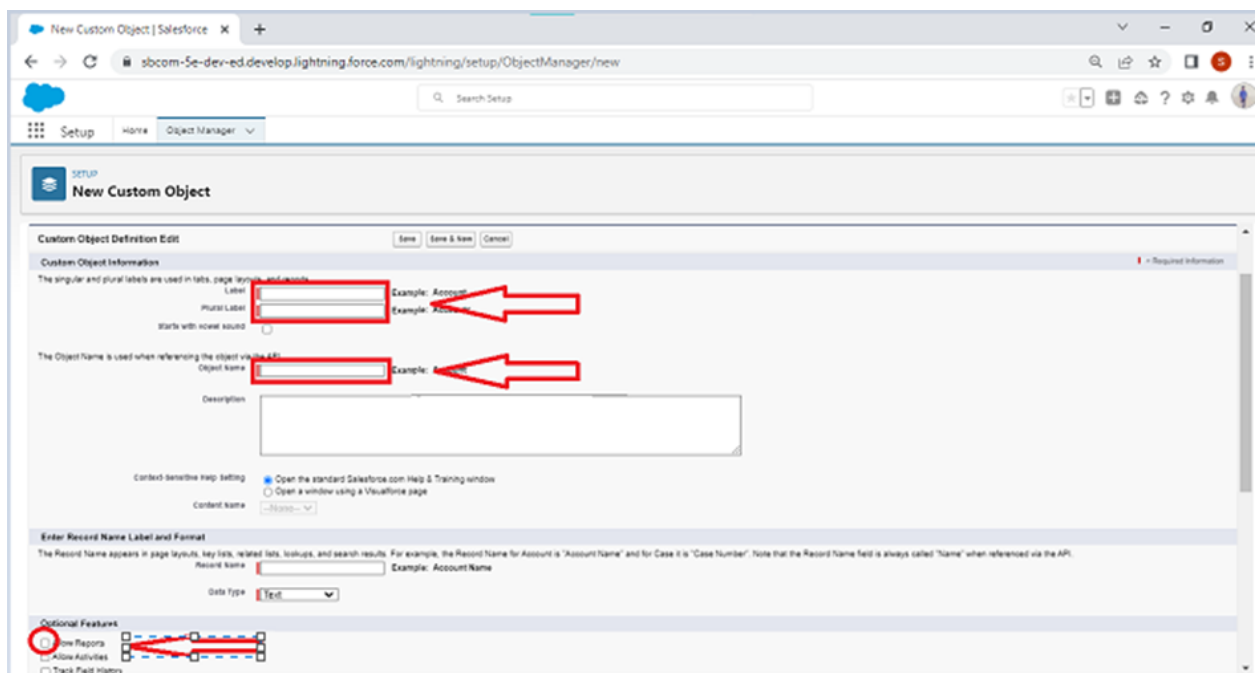 New Custom Object | Salesforce
sbcom-5e-dev-ed.develop.lightning.force.com/lightning/setup/ObjectManager/new
S
Search Setup
Setup Home Object Manager
SETUP
New Custom Object
Custom Object Definition Edit Save Save & New Cancel
Custom Object Information = Required Information
The singular and plural labels are used in tabs, page layouts, and reports.
Label Example: Account
Plural Label Example:
Starts with vowel sound
The Object Name is used when referencing the object via the API.
Object Name Example:
Description
Context-Sensitive Help Setting Open the standard Salesforce.com Help & Training window
Open a window using a Visualforce page
Content Name --None--
Enter Record Name Label and Format
The Record Name appears in page layouts, key lists, related lists, lookups, and search results. For example, the Record Name for Account is "Account Name" and for Case it is "Case Number". Note that the Record Name field is always called "Name" when referenced via the API.
Record Name Example: Account Name
Data Type Text
Optional Features
Allow Reports
Allow Activities
Track Field History